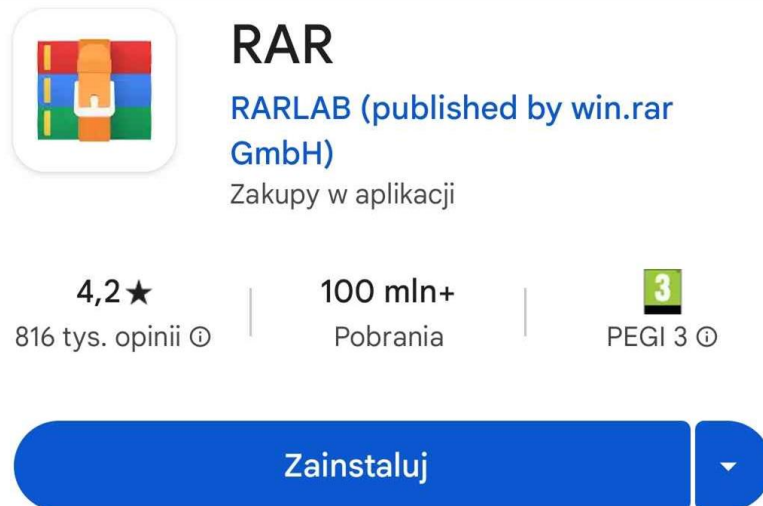 RAR
RARLAB (published by win.rar
GmbH)
Zakupy w aplikacji
4,2★
816 tys. opinii
100 mln+
Pobrania
3
PEGI 3
Zainstaluj